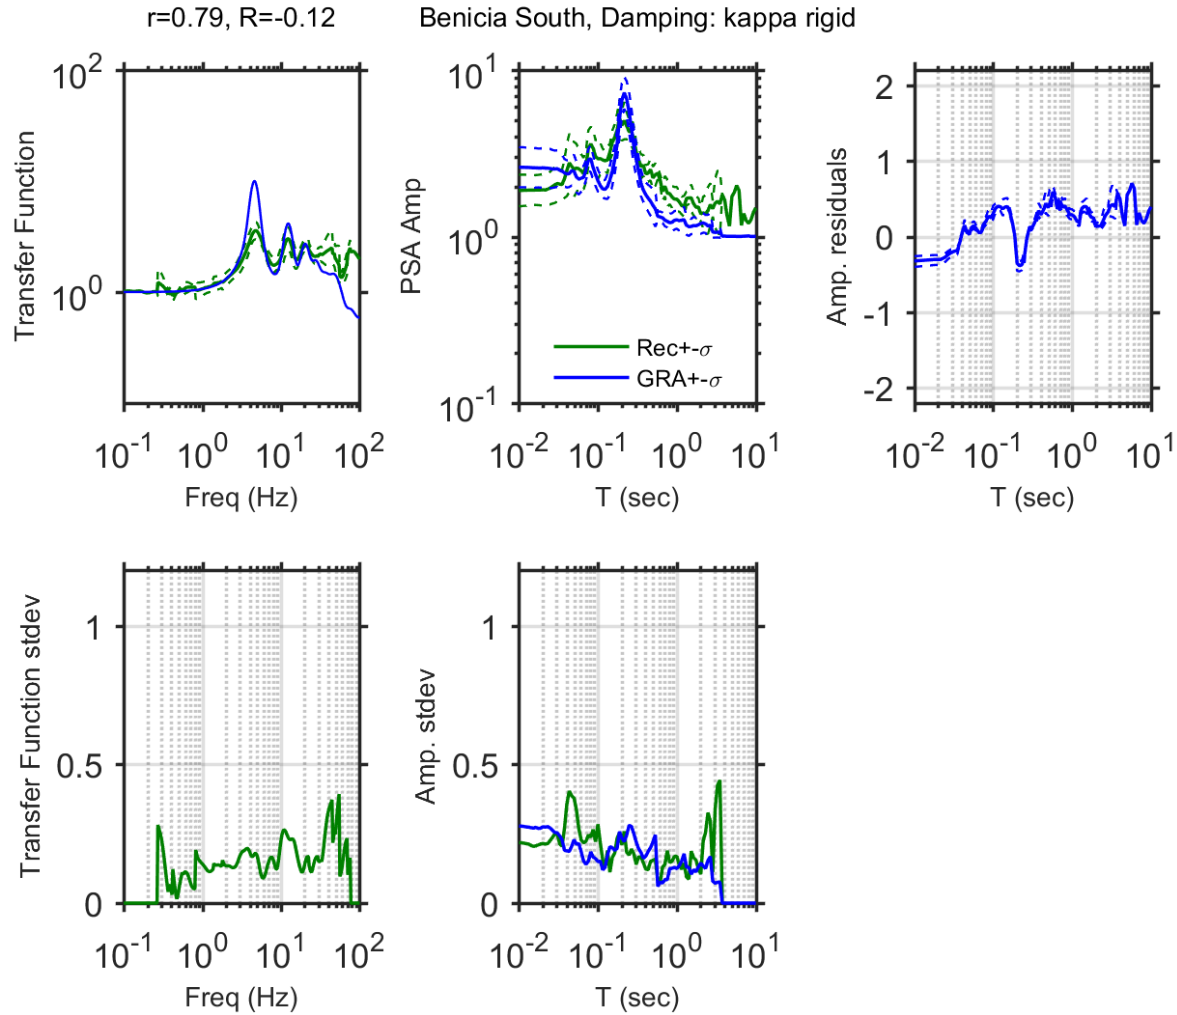 r=0.79, R=-0.12
Benicia South, Damping: kappa rigid
Transfer Function
10^2
10^0
10^-1 10^0 10^1 10^2
Freq (Hz)
PSA Amp
10^1
10^0
10^-1
Rec+-σ
GRA+-σ
10^-2 10^-1 10^0 10^1
T (sec)
Amp. residuals
2
1
0
-1
-2
10^-2 10^-1 10^0 10^1
T (sec)
Transfer Function stdev
1
0.5
0
10^-1 10^0 10^1 10^2
Freq (Hz)
Amp. stdev
1
0.5
0
10^-2 10^-1 10^0 10^1
T (sec)